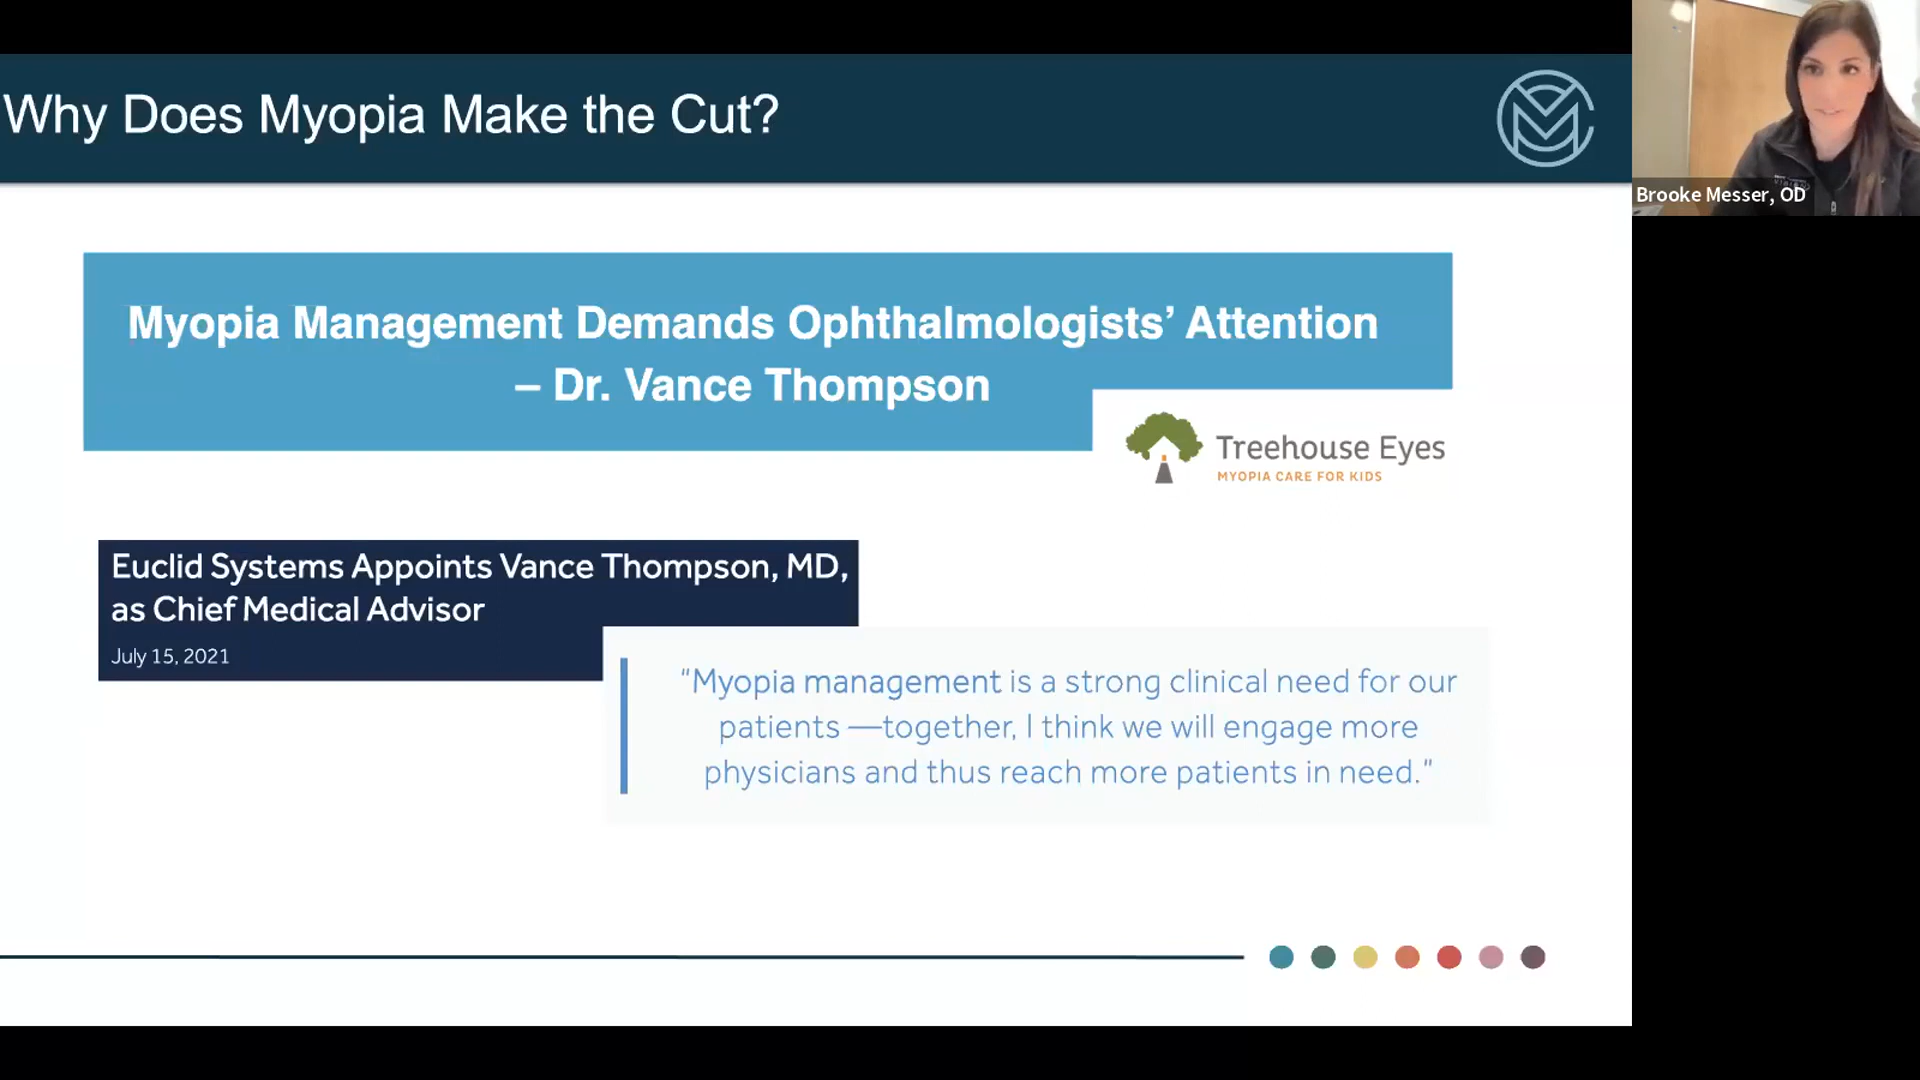 Why Does Myopia Make the Cut?
Brooke Messer, OD
Myopia Management Demands Ophthalmologists’ Attention
– Dr. Vance Thompson
Treehouse Eyes
MYOPIA CARE FOR KIDS
Euclid Systems Appoints Vance Thompson, MD,
as Chief Medical Advisor
July 15, 2021
“Myopia management is a strong clinical need for our
patients —together, I think we will engage more
physicians and thus reach more patients in need.”